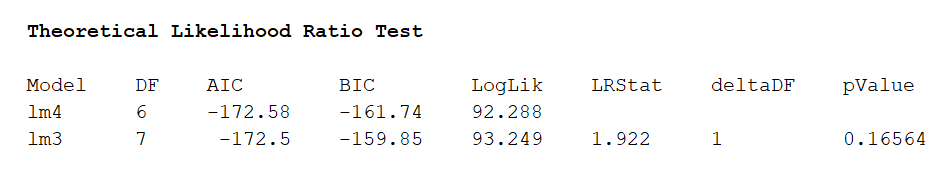 Theoretical Likelihood Ratio Test
Model DF AIC BIC LogLik LRStat deltaDF pValue
lm4 6 -172.58 -161.74 92.288
lm3 7 -172.5 -159.85 93.249 1.922 1 0.16564